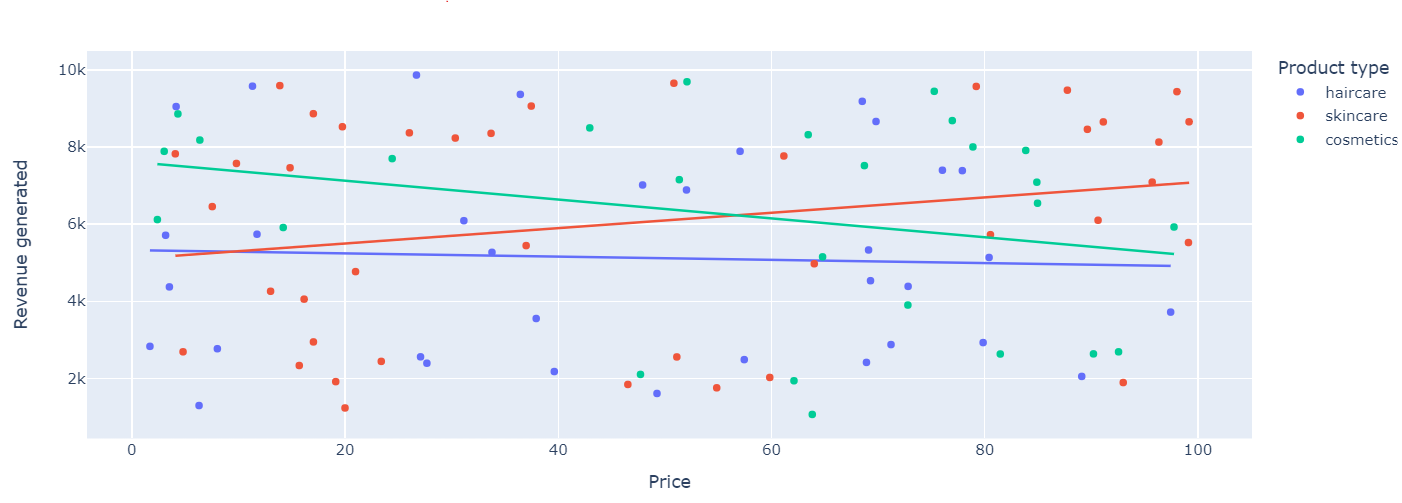 Product type
haircare
skincare
cosmetics
Revenue generated
10k
8k
6k
4k
2k
0
20
40
60
80
100
Price